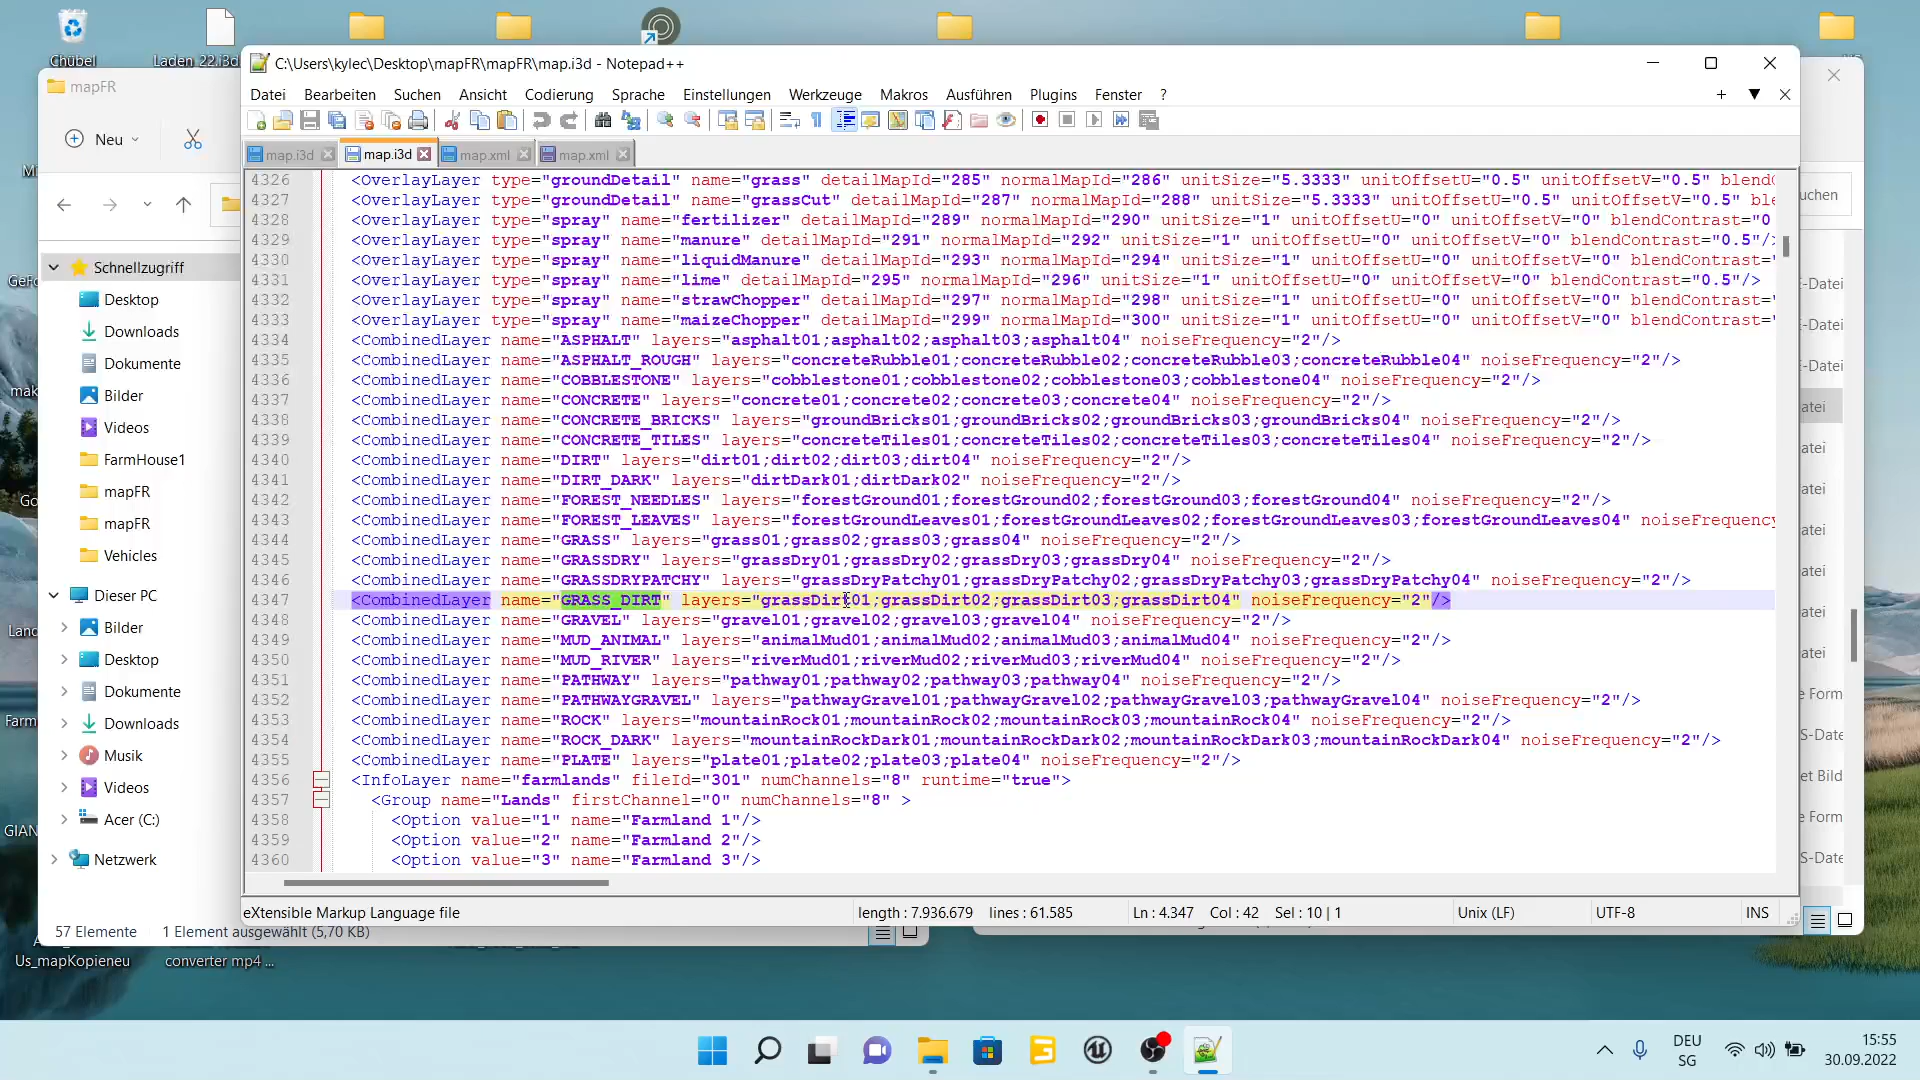 Chübel
Laden_22.i3d
mapFR
C:\Users\kylec\Desktop\mapFR\mapFR\map.i3d - Notepad++
Datei Bearbeiten Suchen Ansicht Codierung Sprache Einstellungen Werkzeuge Makros Ausführen Plugins Fenster ?
map.i3d map.i3d map.xml map.xml
Neu
suchen
Schnellzugriff
Desktop
Downloads
Dokumente
Bilder
Videos
FarmHouse1
mapFR
mapFR
Vehicles
Dieser PC
Bilder
Desktop
Dokumente
Downloads
Musik
Videos
Acer (C:)
Netzwerk
57 Elemente 1 Element ausgewählt (5,70 KB)
4326 <OverlayLayer type="groundDetail" name="grass" detailMapId="285" normalMapId="286" unitSize="5.3333" unitOffsetU="0.5" unitOffsetV="0.5" blend
4327 <OverlayLayer type="groundDetail" name="grassCut" detailMapId="287" normalMapId="288" unitSize="5.3333" unitOffsetU="0.5" unitOffsetV="0.5" ble
4328 <OverlayLayer type="spray" name="fertilizer" detailMapId="289" normalMapId="290" unitSize="1" unitOffsetU="0" unitOffsetV="0" blendContrast="0
4329 <OverlayLayer type="spray" name="manure" detailMapId="291" normalMapId="292" unitSize="1" unitOffsetU="0" unitOffsetV="0" blendContrast="0.5"/
4330 <OverlayLayer type="spray" name="liquidManure" detailMapId="293" normalMapId="294" unitSize="1" unitOffsetU="0" unitOffsetV="0" blendContrast=
4331 <OverlayLayer type="spray" name="lime" detailMapId="295" normalMapId="296" unitSize="1" unitOffsetU="0" unitOffsetV="0" blendContrast="0.5"/>
4332 <OverlayLayer type="spray" name="strawChopper" detailMapId="297" normalMapId="298" unitSize="1" unitOffsetU="0" unitOffsetV="0" blendContrast=
4333 <OverlayLayer type="spray" name="maizeChopper" detailMapId="299" normalMapId="300" unitSize="1" unitOffsetU="0" unitOffsetV="0" blendContrast=
4334 <CombinedLayer name="ASPHALT" layers="asphalt01;asphalt02;asphalt03;asphalt04" noiseFrequency="2"/>
4335 <CombinedLayer name="ASPHALT_ROUGH" layers="concreteRubble01;concreteRubble02;concreteRubble03;concreteRubble04" noiseFrequency="2"/>
4336 <CombinedLayer name="COBBLESTONE" layers="cobblestone01;cobblestone02;cobblestone03;cobblestone04" noiseFrequency="2"/>
4337 <CombinedLayer name="CONCRETE" layers="concrete01;concrete02;concrete03;concrete04" noiseFrequency="2"/>
4338 <CombinedLayer name="CONCRETE_BRICKS" layers="groundBricks01;groundBricks02;groundBricks03;groundBricks04" noiseFrequency="2"/>
4339 <CombinedLayer name="CONCRETE_TILES" layers="concreteTiles01;concreteTiles02;concreteTiles03;concreteTiles04" noiseFrequency="2"/>
4340 <CombinedLayer name="DIRT" layers="dirt01;dirt02;dirt03;dirt04" noiseFrequency="2"/>
4341 <CombinedLayer name="DIRT_DARK" layers="dirtDark01;dirtDark02" noiseFrequency="2"/>
4342 <CombinedLayer name="FOREST_NEEDLES" layers="forestGround01;forestGround02;forestGround03;forestGround04" noiseFrequency="2"/>
4343 <CombinedLayer name="FOREST_LEAVES" layers="forestGroundLeaves01;forestGroundLeaves02;forestGroundLeaves03;forestGroundLeaves04" noiseFrequenc
4344 <CombinedLayer name="GRASS" layers="grass01;grass02;grass03;grass04" noiseFrequency="2"/>
4345 <CombinedLayer name="GRASSDRY" layers="grassDry01;grassDry02;grassDry03;grassDry04" noiseFrequency="2"/>
4346 <CombinedLayer name="GRASSDRYPATCHY" layers="grassDryPatchy01;grassDryPatchy02;grassDryPatchy03;grassDryPatchy04" noiseFrequency="2"/>
4347 <CombinedLayer name="GRASS_DIRT" layers="grassDirt01;grassDirt02;grassDirt03;grassDirt04" noiseFrequency="2"/>
4348 <CombinedLayer name="GRAVEL" layers="gravel01;gravel02;gravel03;gravel04" noiseFrequency="2"/>
4349 <CombinedLayer name="MUD_ANIMAL" layers="animalMud01;animalMud02;animalMud03;animalMud04" noiseFrequency="2"/>
4350 <CombinedLayer name="MUD_RIVER" layers="riverMud01;riverMud02;riverMud03;riverMud04" noiseFrequency="2"/>
4351 <CombinedLayer name="PATHWAY" layers="pathway01;pathway02;pathway03;pathway04" noiseFrequency="2"/>
4352 <CombinedLayer name="PATHWAYGRAVEL" layers="pathwayGravel01;pathwayGravel02;pathwayGravel03;pathwayGravel04" noiseFrequency="2"/>
4353 <CombinedLayer name="ROCK" layers="mountainRock01;mountainRock02;mountainRock03;mountainRock04" noiseFrequency="2"/>
4354 <CombinedLayer name="ROCK_DARK" layers="mountainRockDark01;mountainRockDark02;mountainRockDark03;mountainRockDark04" noiseFrequency="2"/>
4355 <CombinedLayer name="PLATE" layers="plate01;plate02;plate03;plate04" noiseFrequency="2"/>
4356 <InfoLayer name="farmlands" fileId="301" numChannels="8" runtime="true">
4357 <Group name="Lands" firstChannel="0" numChannels="8" >
4358 <Option value="1" name="Farmland 1"/>
4359 <Option value="2" name="Farmland 2"/>
4360 <Option value="3" name="Farmland 3"/>
eXtensible Markup Language file length : 7.936.679 lines : 61.585 Ln : 4.347 Col : 42 Sel : 10 | 1 Unix (LF) UTF-8 INS
Us_mapKopieneu
converter mp4 ...
DEU
SG
15:55
30.09.2022